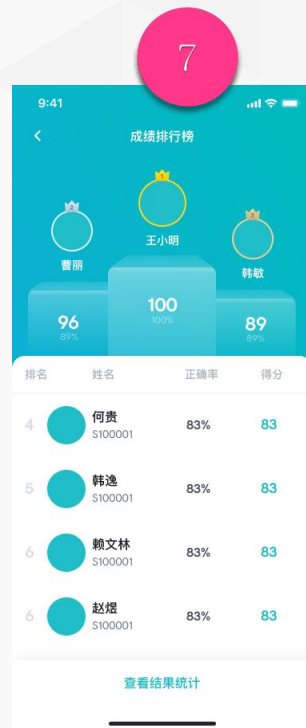 7
9:41
成绩排行榜
1
2
3
王小明
曹丽
韩敏
100
100%
96
89%
89
89%
排名 姓名 正确率 得分
4 何贵 83% 83
S100001
5 韩逸 83% 83
S100001
6 赖文林 83% 83
S100001
6 赵煜 83% 83
S100001
查看结果统计